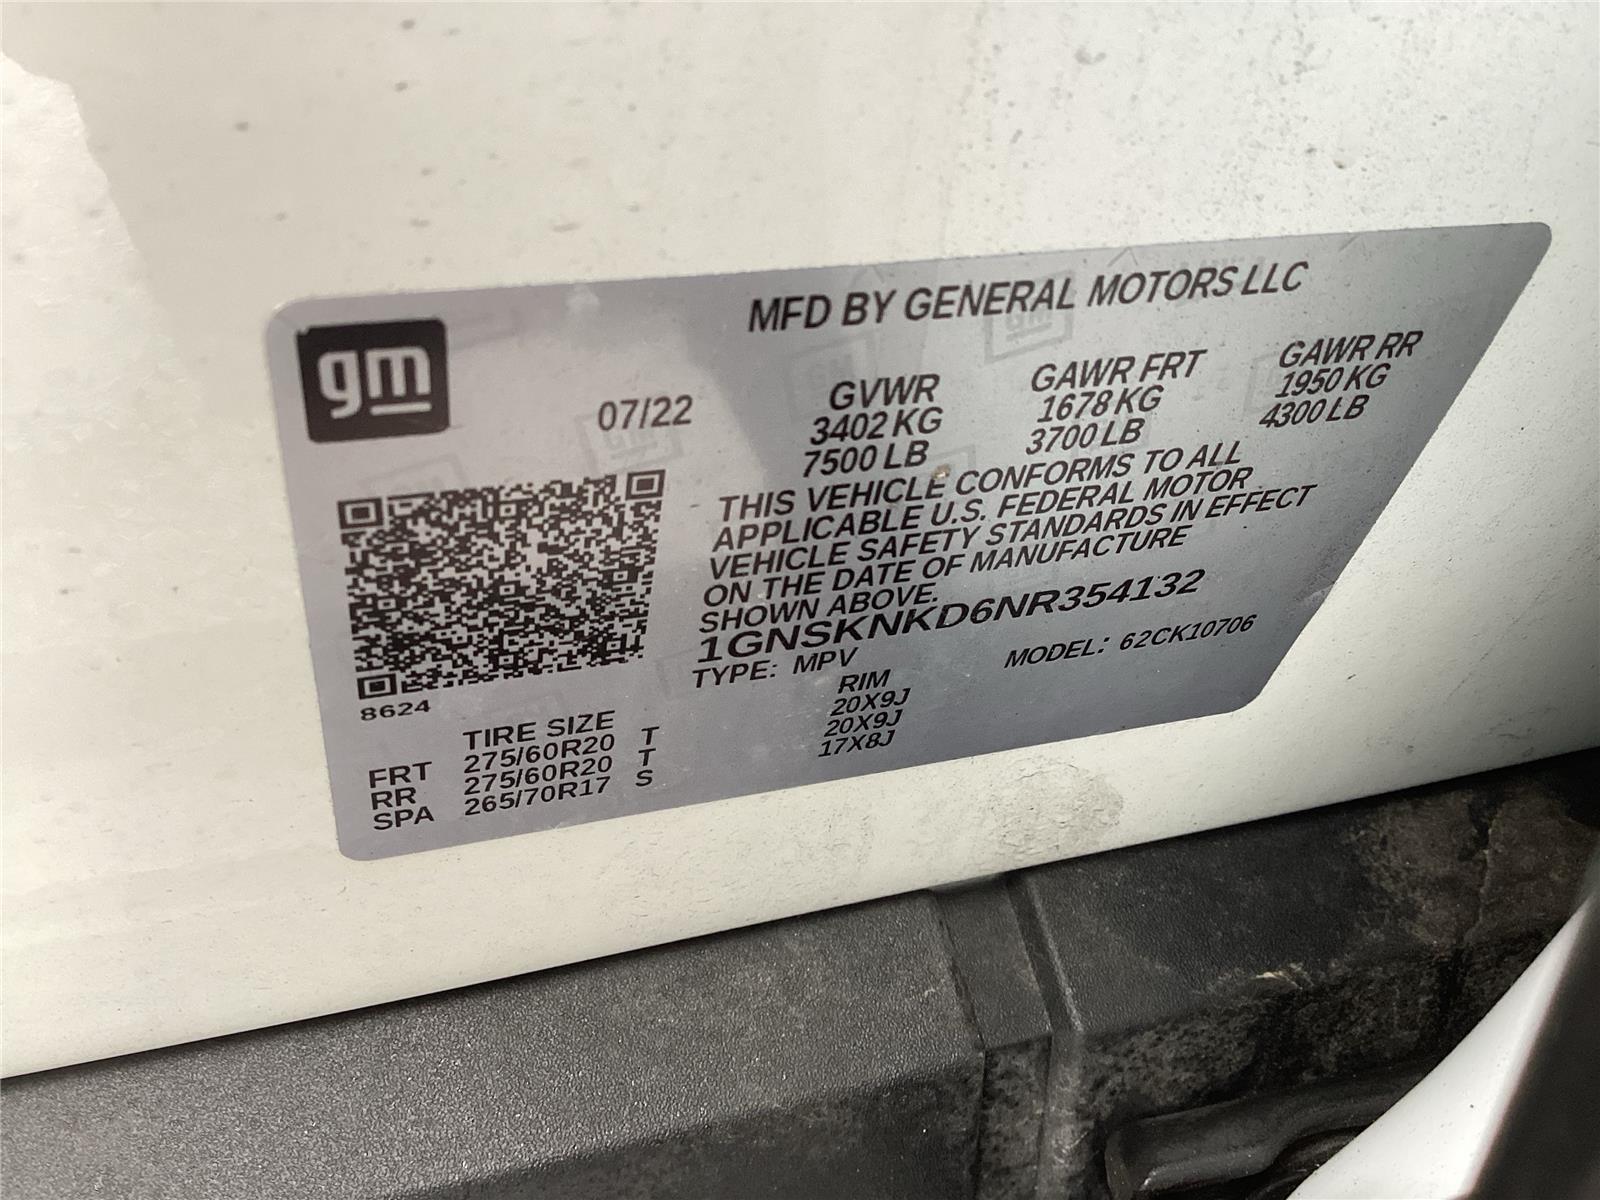 MFD BY GENERAL MOTORS LLC
gm
07/22
GVWR GAWR FRT GAWR RR
3402 KG 1678 KG 1950 KG
7500 LB 3700 LB 4300 LB
THIS VEHICLE CONFORMS TO ALL
APPLICABLE U.S. FEDERAL MOTOR
VEHICLE SAFETY STANDARDS IN EFFECT
ON THE DATE OF MANUFACTURE
SHOWN ABOVE.
1GNSKNKD6NR354132
TYPE: MPV MODEL: 62CK10706
8624
TIRE SIZE RIM
FRT 275/60R20 T 20X9J
RR 275/60R20 T 20X9J
SPA 265/70R17 S 17X8J